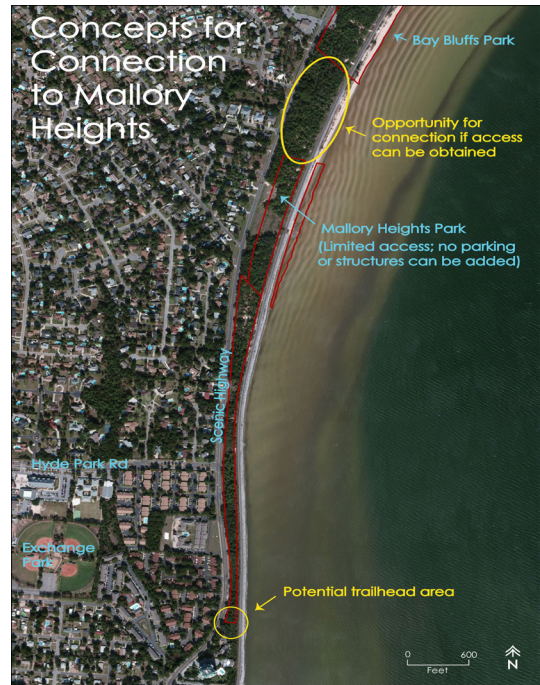 Concepts for
Connection
to Mallory
Heights
Bay Bluffs Park
Opportunity for
connection if access
can be obtained
Mallory Heights Park
(Limited access; no parking
or structures can be added)
Scenic Highway
Hyde Park Rd
Exchange
Park
Potential trailhead area
0 600
Feet
N